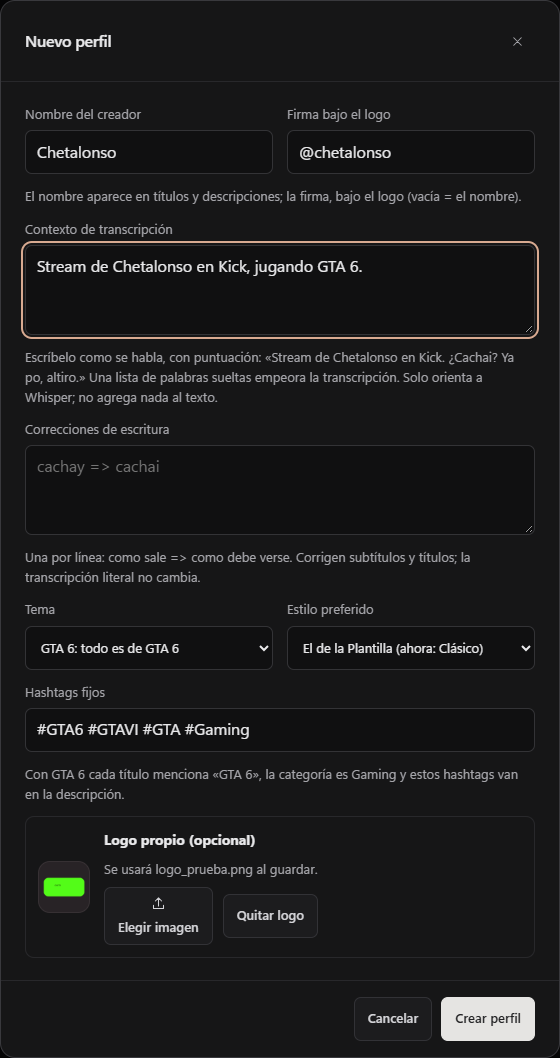 Nuevo perfil
Nombre del creador
Firma bajo el logo
Chetalonso
@chetalonso
El nombre aparece en títulos y descripciones; la firma, bajo el logo (vacía = el nombre).
Contexto de transcripción
Stream de Chetalonso en Kick, jugando GTA 6.
Escríbelo como se habla, con puntuación: «Stream de Chetalonso en Kick. ¿Cachai? Ya
po, altiro.» Una lista de palabras sueltas empeora la transcripción. Solo orienta a
Whisper; no agrega nada al texto.
Correcciones de escritura
cachay => cachai
Una por línea: como sale => como debe verse. Corrigen subtítulos y títulos; la
transcripción literal no cambia.
Tema
Estilo preferido
GTA 6: todo es de GTA 6
El de la Plantilla (ahora: Clásico)
Hashtags fijos
#GTA6 #GTAVI #GTA #Gaming
Con GTA 6 cada título menciona «GTA 6», la categoría es Gaming y estos hashtags van
en la descripción.
Logo propio (opcional)
Se usará logo_prueba.png al guardar.
Elegir imagen
Quitar logo
Cancelar
Crear perfil